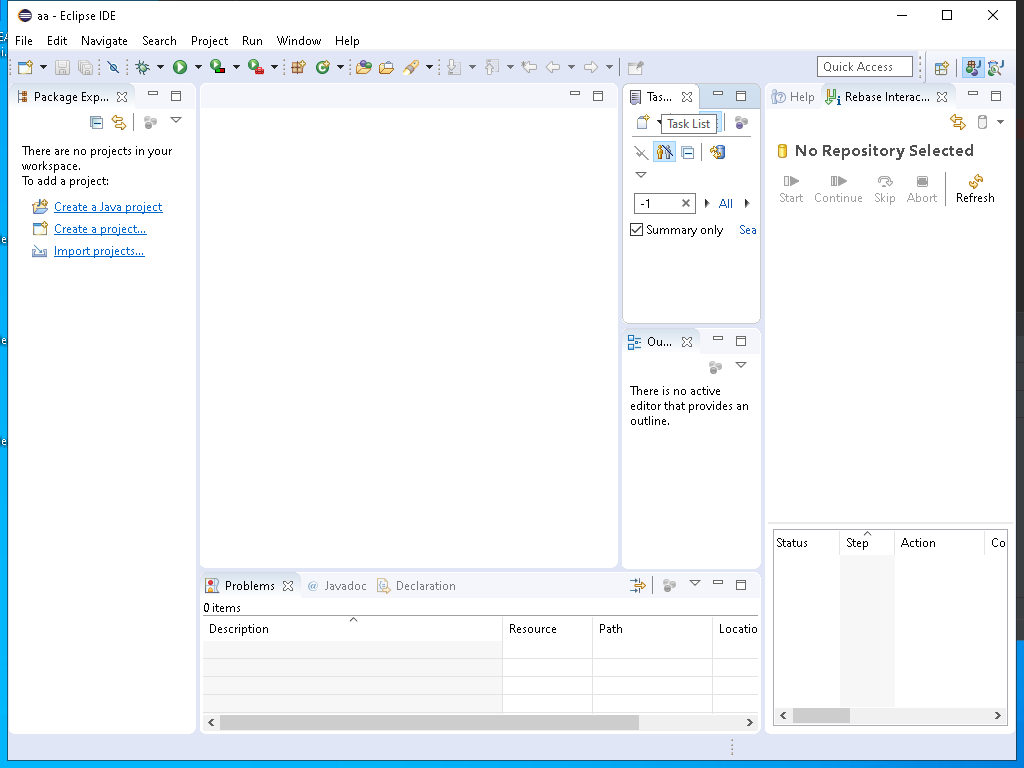 aa - Eclipse IDE
File Edit Navigate Search Project Run Window Help
Quick Access
Package Exp...
Tas...
Help
Rebase Interac...
Task List
There are no projects in your
workspace.
To add a project:
Create a Java project
Create a project...
Import projects...
-1
All
Summary only
Sea
No Repository Selected
Start Continue Skip Abort Refresh
Ou...
There is no active
editor that provides an
outline.
Status Step Action Co
Problems
@ Javadoc
Declaration
0 items
Description Resource Path Locatio